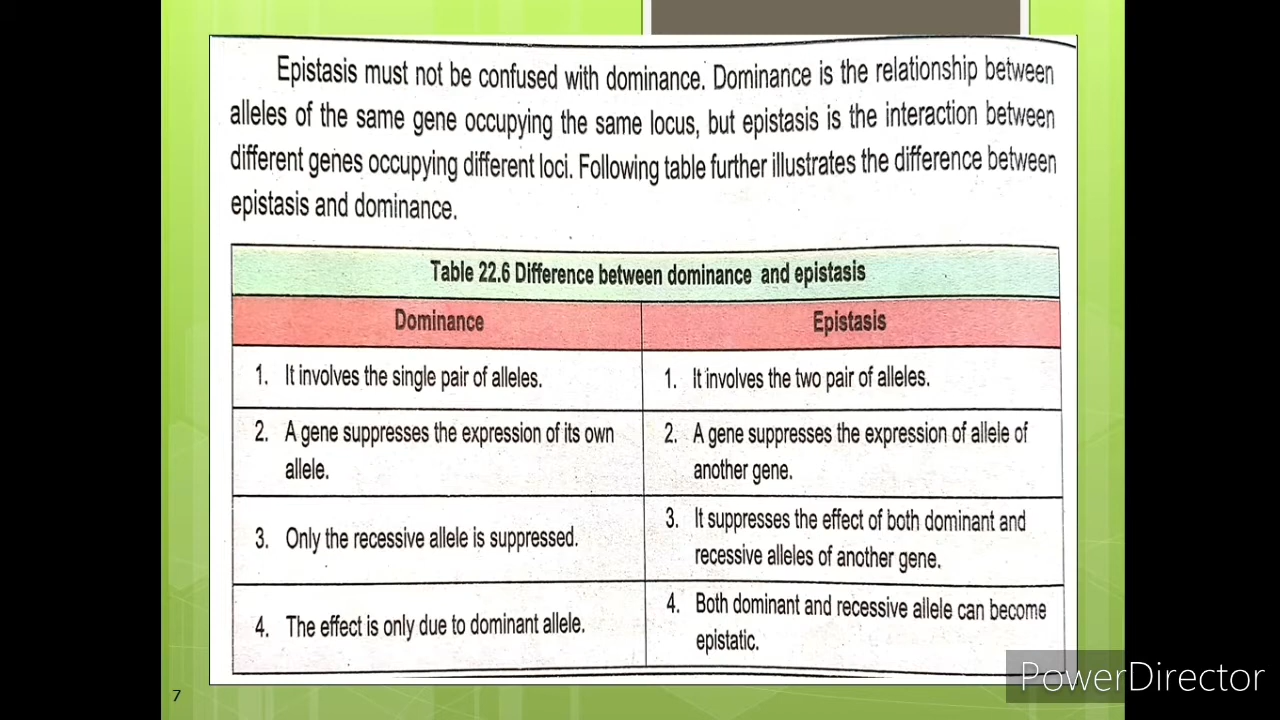 Epistasis must not be confused with dominance. Dominance is the relationship between
alleles of the same gene occupying the same locus, but epistasis is the interaction between
different genes occupying different loci. Following table further illustrates the difference between
epistasis and dominance.
Table 22.6 Difference between dominance and epistasis
Dominance
Epistasis
1. It involves the single pair of alleles.
1. It involves the two pair of alleles.
2. A gene suppresses the expression of its own
allele.
2. A gene suppresses the expression of allele of
another gene.
3. Only the recessive allele is suppressed.
3. It suppresses the effect of both dominant and
recessive alleles of another gene.
4. The effect is only due to dominant allele.
4. Both dominant and recessive allele can become
epistatic.
7
PowerDirector